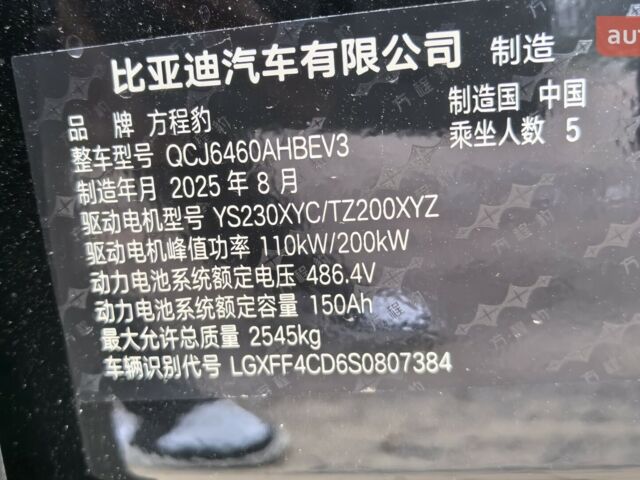 aut
比亚迪汽车有限公司 制造
品 牌 方程豹 制造国 中国
整车型号 QCJ6460AHBEV3 乘坐人数 5
制造年月 2025 年 8 月
驱动电机型号 YS230XYC/TZ200XYZ
驱动电机峰值功率 110kW/200kW
动力电池系统额定电压 486.4V
动力电池系统额定容量 150Ah
最大允许总质量 2545kg
车辆识别代号 LGXFF4CD6S0807384